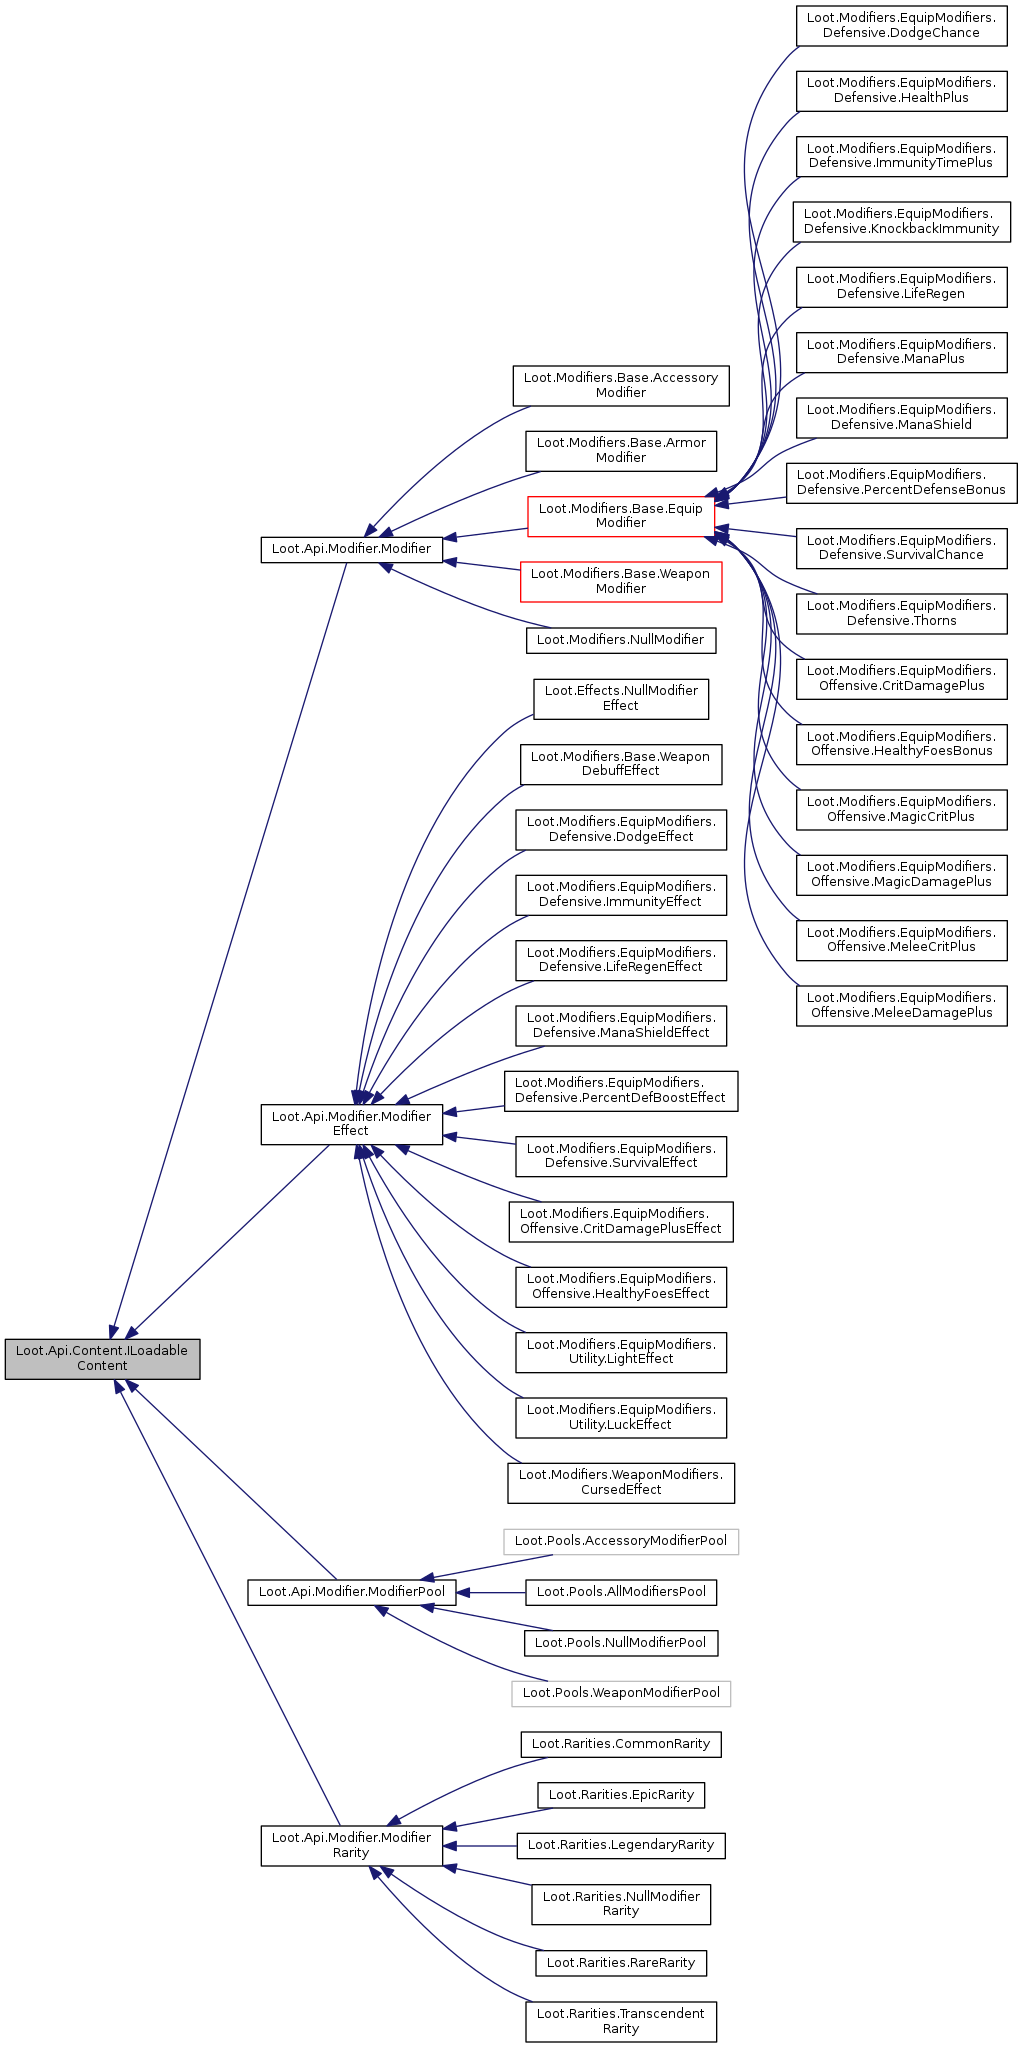 Loot.Modifiers.EquipModifiers.
Defensive.DodgeChance
Loot.Modifiers.EquipModifiers.
Defensive.HealthPlus
Loot.Modifiers.EquipModifiers.
Defensive.ImmunityTimePlus
Loot.Modifiers.EquipModifiers.
Defensive.KnockbackImmunity
Loot.Modifiers.EquipModifiers.
Defensive.LifeRegen
Loot.Modifiers.EquipModifiers.
Defensive.ManaPlus
Loot.Modifiers.EquipModifiers.
Defensive.ManaShield
Loot.Modifiers.EquipModifiers.
Defensive.PercentDefenseBonus
Loot.Modifiers.EquipModifiers.
Defensive.SurvivalChance
Loot.Modifiers.EquipModifiers.
Defensive.Thorns
Loot.Modifiers.EquipModifiers.
Offensive.CritDamagePlus
Loot.Modifiers.EquipModifiers.
Offensive.HealthyFoesBonus
Loot.Modifiers.EquipModifiers.
Offensive.MagicCritPlus
Loot.Modifiers.EquipModifiers.
Offensive.MagicDamagePlus
Loot.Modifiers.EquipModifiers.
Offensive.MeleeCritPlus
Loot.Modifiers.EquipModifiers.
Offensive.MeleeDamagePlus
Loot.Modifiers.Base.Accessory
Modifier
Loot.Modifiers.Base.Armor
Modifier
Loot.Modifiers.Base.Equip
Modifier
Loot.Modifiers.Base.Weapon
Modifier
Loot.Modifiers.NullModifier
Loot.Api.Modifier.Modifier
Loot.Effects.NullModifier
Effect
Loot.Modifiers.Base.Weapon
DebuffEffect
Loot.Modifiers.EquipModifiers.
Defensive.DodgeEffect
Loot.Modifiers.EquipModifiers.
Defensive.ImmunityEffect
Loot.Modifiers.EquipModifiers.
Defensive.LifeRegenEffect
Loot.Modifiers.EquipModifiers.
Defensive.ManaShieldEffect
Loot.Modifiers.EquipModifiers.
Defensive.PercentDefBoostEffect
Loot.Modifiers.EquipModifiers.
Defensive.SurvivalEffect
Loot.Modifiers.EquipModifiers.
Offensive.CritDamagePlusEffect
Loot.Modifiers.EquipModifiers.
Offensive.HealthyFoesEffect
Loot.Modifiers.EquipModifiers.
Utility.LightEffect
Loot.Modifiers.EquipModifiers.
Utility.LuckEffect
Loot.Modifiers.WeaponModifiers.
CursedEffect
Loot.Api.Modifier.Modifier
Effect
Loot.Api.Content.ILoadable
Content
Loot.Pools.AccessoryModifierPool
Loot.Pools.AllModifiersPool
Loot.Pools.NullModifierPool
Loot.Pools.WeaponModifierPool
Loot.Api.Modifier.ModifierPool
Loot.Rarities.CommonRarity
Loot.Rarities.EpicRarity
Loot.Rarities.LegendaryRarity
Loot.Rarities.NullModifier
Rarity
Loot.Rarities.RareRarity
Loot.Rarities.Transcendent
Rarity
Loot.Api.Modifier.Modifier
Rarity